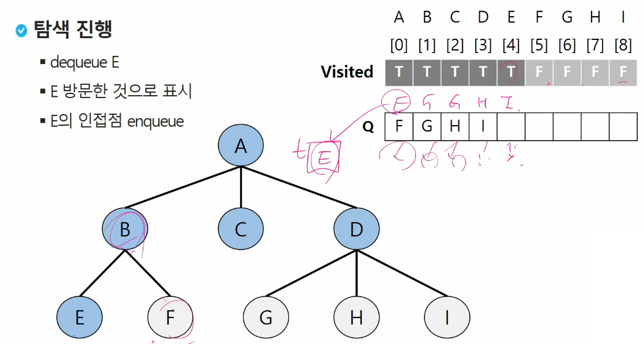 탐색 진행
dequeue E
E 방문한 것으로 표시
E의 인접점 enqueue
A B C D E F F H I
[0] [1] [2] [3] [4] [5] [6] [7] [8]
Visited T T T T T F F F F
E G G H I
Q F G H I
t E
A
B C D
E F G H I